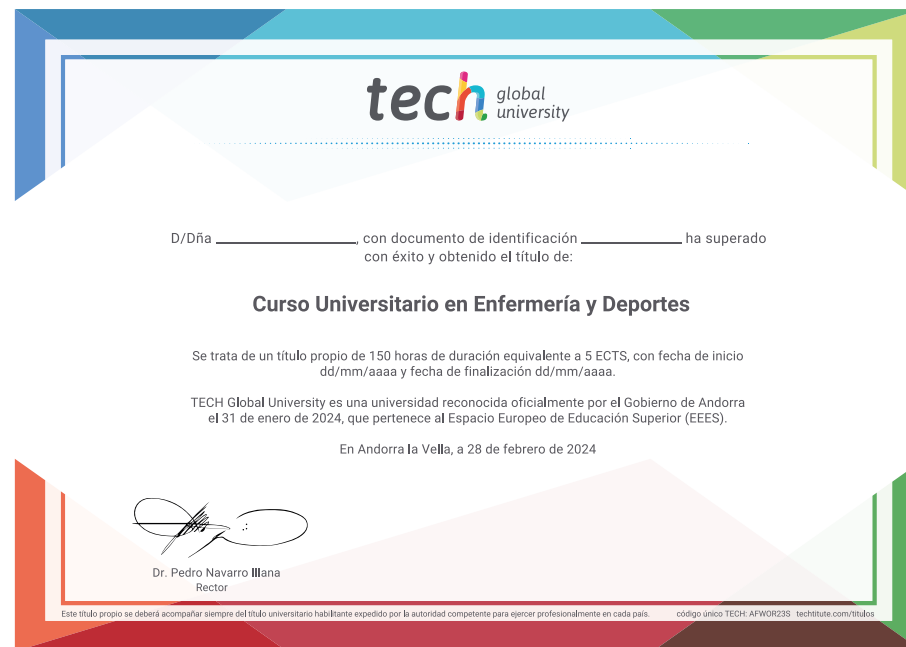 tech global university
D/Dña ____________________, con documento de identificación ______________ ha superado
con éxito y obtenido el título de:
Curso Universitario en Enfermería y Deportes
Se trata de un título propio de 150 horas de duración equivalente a 5 ECTS, con fecha de inicio
dd/mm/aaaa y fecha de finalización dd/mm/aaaa.
TECH Global University es una universidad reconocida oficialmente por el Gobierno de Andorra
el 31 de enero de 2024, que pertenece al Espacio Europeo de Educación Superior (EEES).
En Andorra la Vella, a 28 de febrero de 2024
Dr. Pedro Navarro Illana
Rector
Este título propio se deberá acompañar siempre del título universitario habilitante expedido por la autoridad competente para ejercer profesionalmente en cada país. código único TECH: AFWOR23S techtitute.com/titulos